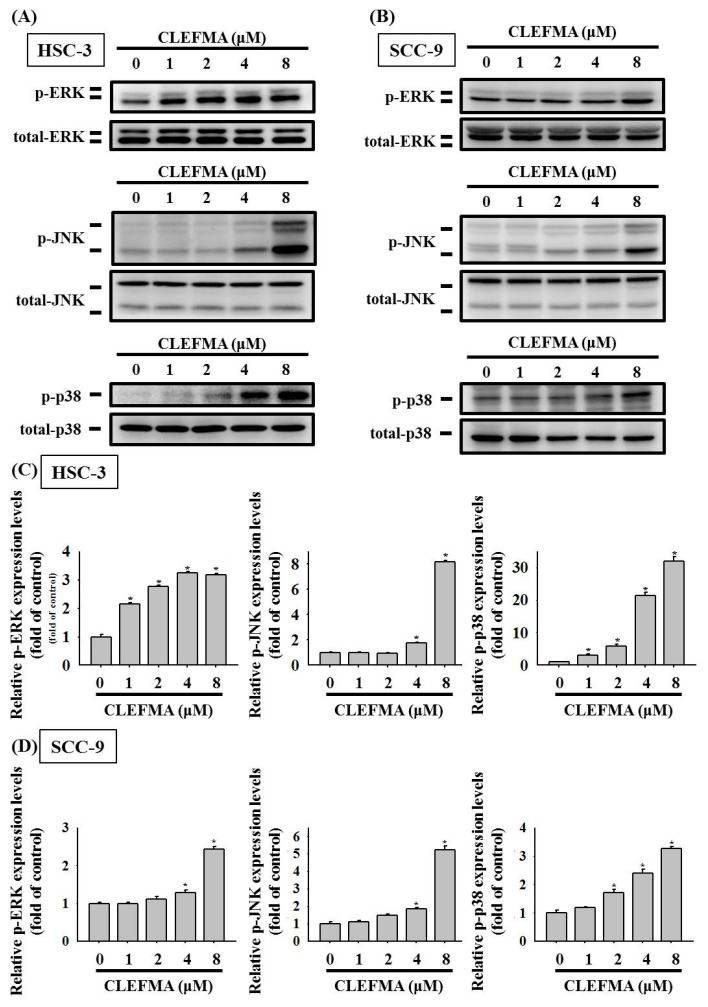 (A)
HSC-3
CLEFMA (μM)
0 1 2 4 8
p-ERK
total-ERK
CLEFMA (μM)
0 1 2 4 8
p-JNK
total-JNK
CLEFMA (μM)
0 1 2 4 8
p-p38
total-p38
(B)
SCC-9
CLEFMA (μM)
0 1 2 4 8
p-ERK
total-ERK
CLEFMA (μM)
0 1 2 4 8
p-JNK
total-JNK
CLEFMA (μM)
0 1 2 4 8
p-p38
total-p38
(C)
HSC-3
Relative p-ERK expression levels
(fold of control)
(fold of control)
4
3
2
1
0
* * * *
0 1 2 4 8
CLEFMA (μM)
Relative p-JNK expression levels
(fold of control)
8
6
4
2
0
* *
0 1 2 4 8
CLEFMA (μM)
Relative p-p38 expression levels
(fold of control)
30
20
10
0
* * * *
0 1 2 4 8
CLEFMA (μM)
(D)
SCC-9
Relative p-ERK expression levels
(fold of control)
3
2
1
0
* *
0 1 2 4 8
CLEFMA (μM)
Relative p-JNK expression levels
(fold of control)
6
5
4
3
2
1
0
* *
0 1 2 4 8
CLEFMA (μM)
Relative p-p38 expression levels
(fold of control)
4
3
2
1
0
* * *
0 1 2 4 8
CLEFMA (μM)